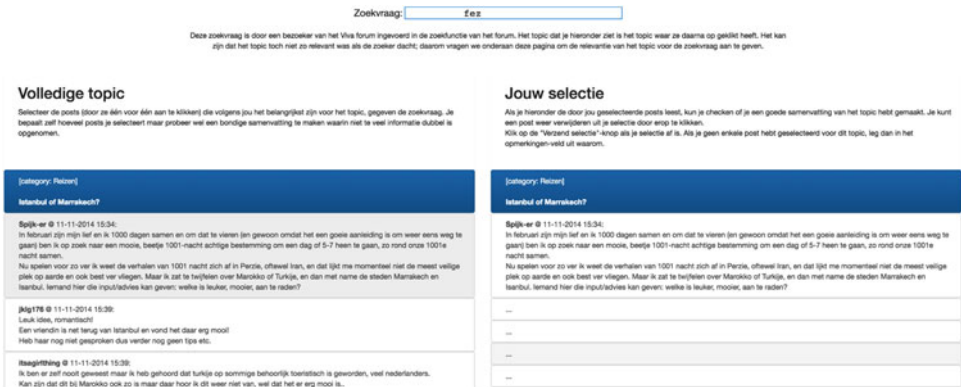 Zoekvraag: fez
Deze zoekvraag is door een bezoeker van het Viva forum ingevoerd in de zoekfunctie van het forum. Het topic dat je hieronder ziet is het topic waar ze daarna op geklikt heeft. Het kan
zijn dat het topic toch niet zo relevant was als de zoeker dacht; daarom vragen we onderaan deze pagina om de relevantie van het topic voor de zoekvraag aan te geven.
Volledige topic
Selecteer de posts (door ze één voor één aan te klikken) die volgens jou het belangrijkst zijn voor het topic, gegeven de zoekvraag. Je
bepaalt zelf hoeveel posts je selecteert maar probeer wel een bondige samenvatting te maken waarin niet te veel informatie dubbel is
opgenomen.
[category: Reizen]
Istanbul of Marrakech?
Spijk-er @ 11-11-2014 15:34:
In februari zijn mijn lief en ik 1000 dagen samen en om dat te vieren (en gewoon omdat het een goeie aanleiding is om weer eens weg te
gaan) ben ik op zoek naar een mooie, beetje 1001-nacht achtige bestemming om een dag of 5-7 heen te gaan, zo rond onze 1001e
nacht samen.
Nu spelen voor zo ver ik weet de verhalen van 1001 nacht zich af in Perzie, oftewel Iran, en dat lijkt me momenteel niet de meest veilige
plek op aarde en ook best ver vliegen. Maar ik zat te twijfelen over Marokko of Turkije, en dan met name de steden Marrakech en
Isanbul. Iemand hier die input/advies kan geven: welke is leuker, mooier, aan te raden?
jklg176 @ 11-11-2014 15:39:
Leuk idee, romantisch!
Een vriendin is net terug van Istanbul en vond het daar erg mooi!
Heb haar nog niet gesproken dus verder nog geen tips etc.
itsagirlthing @ 11-11-2014 15:39:
Ik ben er zelf nooit geweest maar ik heb gehoord dat turkije op sommige behoorlijk toeristisch is geworden, veel nederlanders.
Kan zijn dat dit bij Marokko ook zo is maar daar hoor ik dit weer niet van, wel dat het er erg mooi is..
Jouw selectie
Als je hieronder de door jou geselecteerde posts leest, kun je checken of je een goede samenvatting van het topic hebt gemaakt. Je kunt
een post weer verwijderen uit je selectie door erop te klikken.
Klik op de "Verzend selectie"-knop als je selectie af is. Als je geen enkele post hebt geselecteerd voor dit topic, leg dan in het
opmerkingen-veld uit waarom.
[category: Reizen]
Istanbul of Marrakech?
Spijk-er @ 11-11-2014 15:34:
In februari zijn mijn lief en ik 1000 dagen samen en om dat te vieren (en gewoon omdat het een goeie aanleiding is om weer eens weg te
gaan) ben ik op zoek naar een mooie, beetje 1001-nacht achtige bestemming om een dag of 5-7 heen te gaan, zo rond onze 1001e
nacht samen.
Nu spelen voor zo ver ik weet de verhalen van 1001 nacht zich af in Perzie, oftewel Iran, en dat lijkt me momenteel niet de meest veilige
plek op aarde en ook best ver vliegen. Maar ik zat te twijfelen over Marokko of Turkije, en dan met name de steden Marrakech en
Isanbul. Iemand hier die input/advies kan geven: welke is leuker, mooier, aan te raden?
...
...
...
...